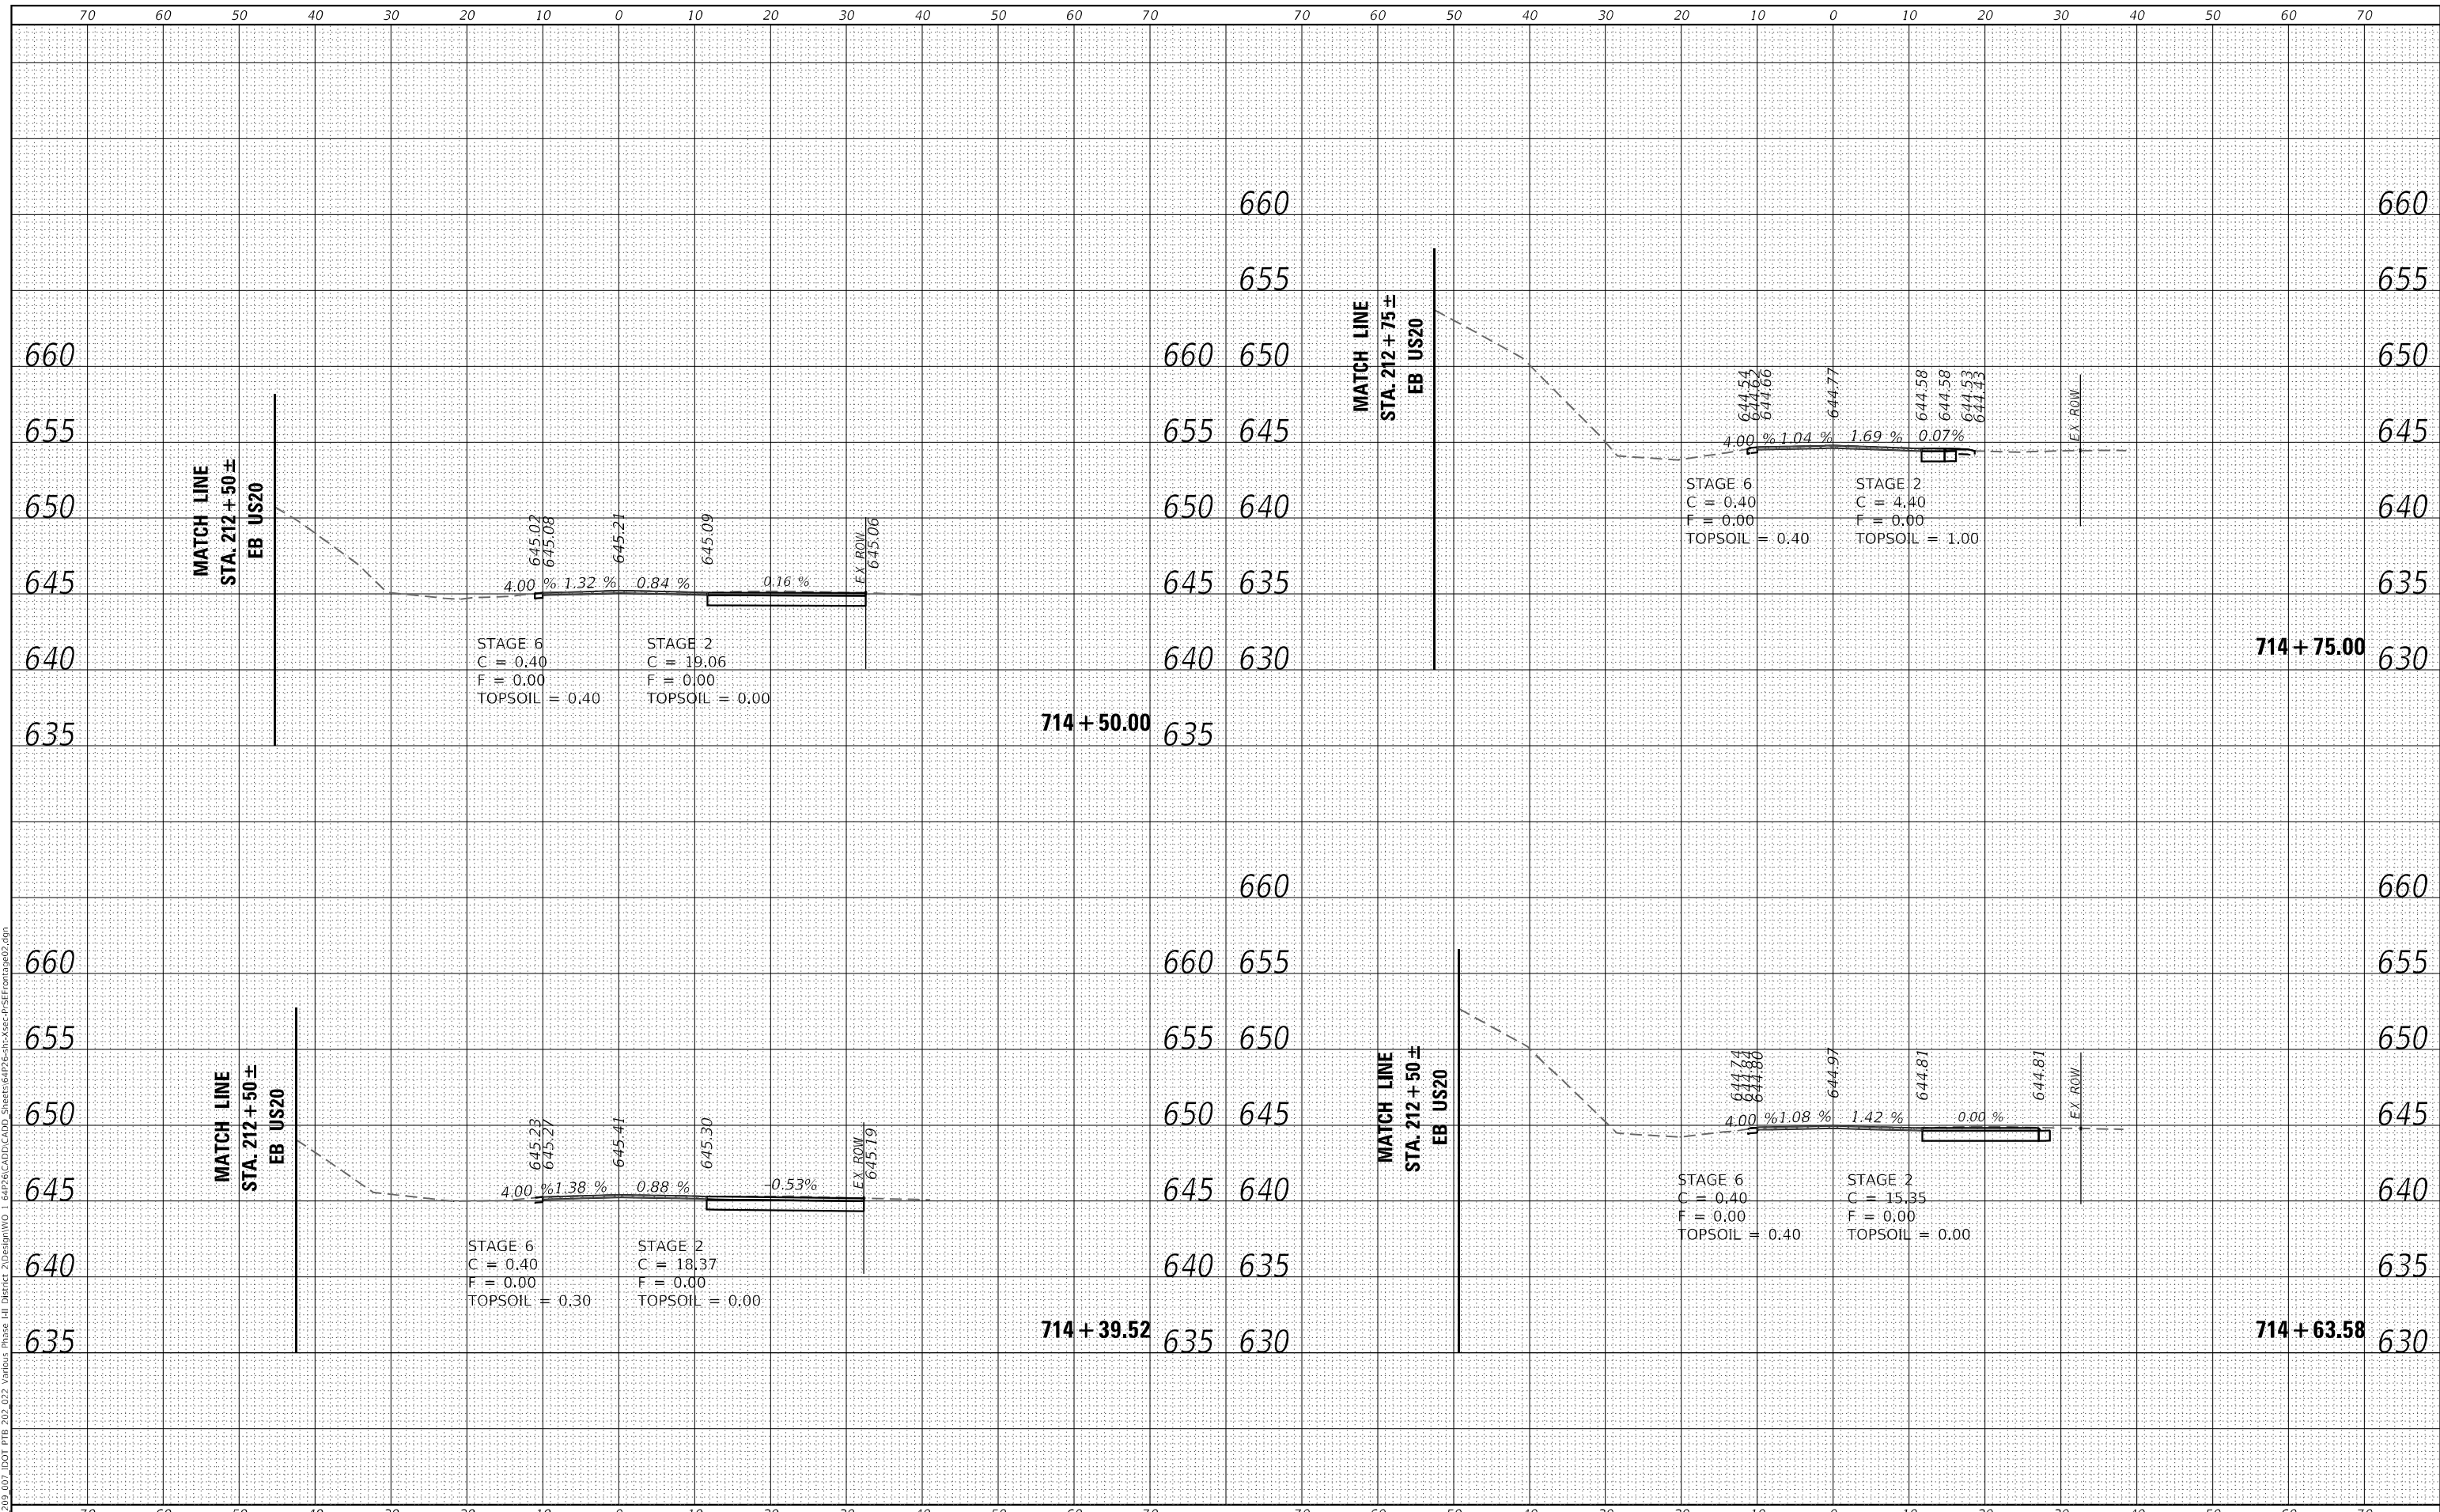 70 60 50 40 30 20 10 0 10 20 30 40 50 60 70 70 60 50 40 30 20 10 0 10 20 30 40 50 60 70
660
655
650
645
640
635
MATCH LINE
STA. 212+50±
EB US20
645.02
645.08
645.21
645.09
EX ROW
645.06
4.00 % 1.32 % 0.84 % 0.16 %
STAGE 6
C = 0.40
F = 0.00
TOPSOIL = 0.40
STAGE 2
C = 19.06
F = 0.00
TOPSOIL = 0.00
714+50.00
660
655
650
645
640
635
660
655
650
645
640
635
630
MATCH LINE
STA. 212+75±
EB US20
644.54
644.62
644.66
644.77
644.58
644.58
644.53
644.43
EX ROW
4.00 % 1.04 % 1.69 % 0.07%
STAGE 6
C = 0.40
F = 0.00
TOPSOIL = 0.40
STAGE 2
C = 4.40
F = 0.00
TOPSOIL = 1.00
714+75.00
660
655
650
645
640
635
630
660
655
650
645
640
635
MATCH LINE
STA. 212+50±
EB US20
645.23
645.27
645.41
645.30
EX ROW
645.19
4.00 % 1.38 % 0.88 % -0.53%
STAGE 6
C = 0.40
F = 0.00
TOPSOIL = 0.30
STAGE 2
C = 18.37
F = 0.00
TOPSOIL = 0.00
714+39.52
660
655
650
645
640
635
660
655
650
645
640
635
630
MATCH LINE
STA. 212+50±
EB US20
644.74
644.84
644.80
644.97
644.81
644.81
EX ROW
4.00 % 1.08 % 1.42 % 0.00 %
STAGE 6
C = 0.40
F = 0.00
TOPSOIL = 0.40
STAGE 2
C = 15.35
F = 0.00
TOPSOIL = 0.00
714+63.58
660
655
650
645
640
635
630